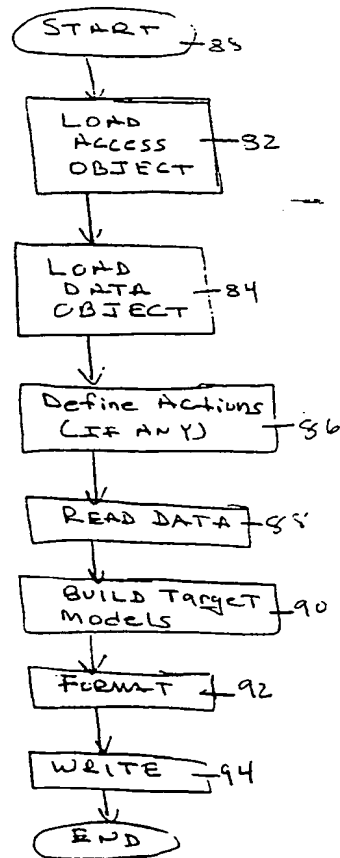 START
LOAD
ACCESS
OBJECT
82
LOAD
DATA
OBJECT
84
Define Actions
(IF ANY)
86
READ DATA
88
BUILD Target
Models
90
FORMAT
92
WRITE
94
END